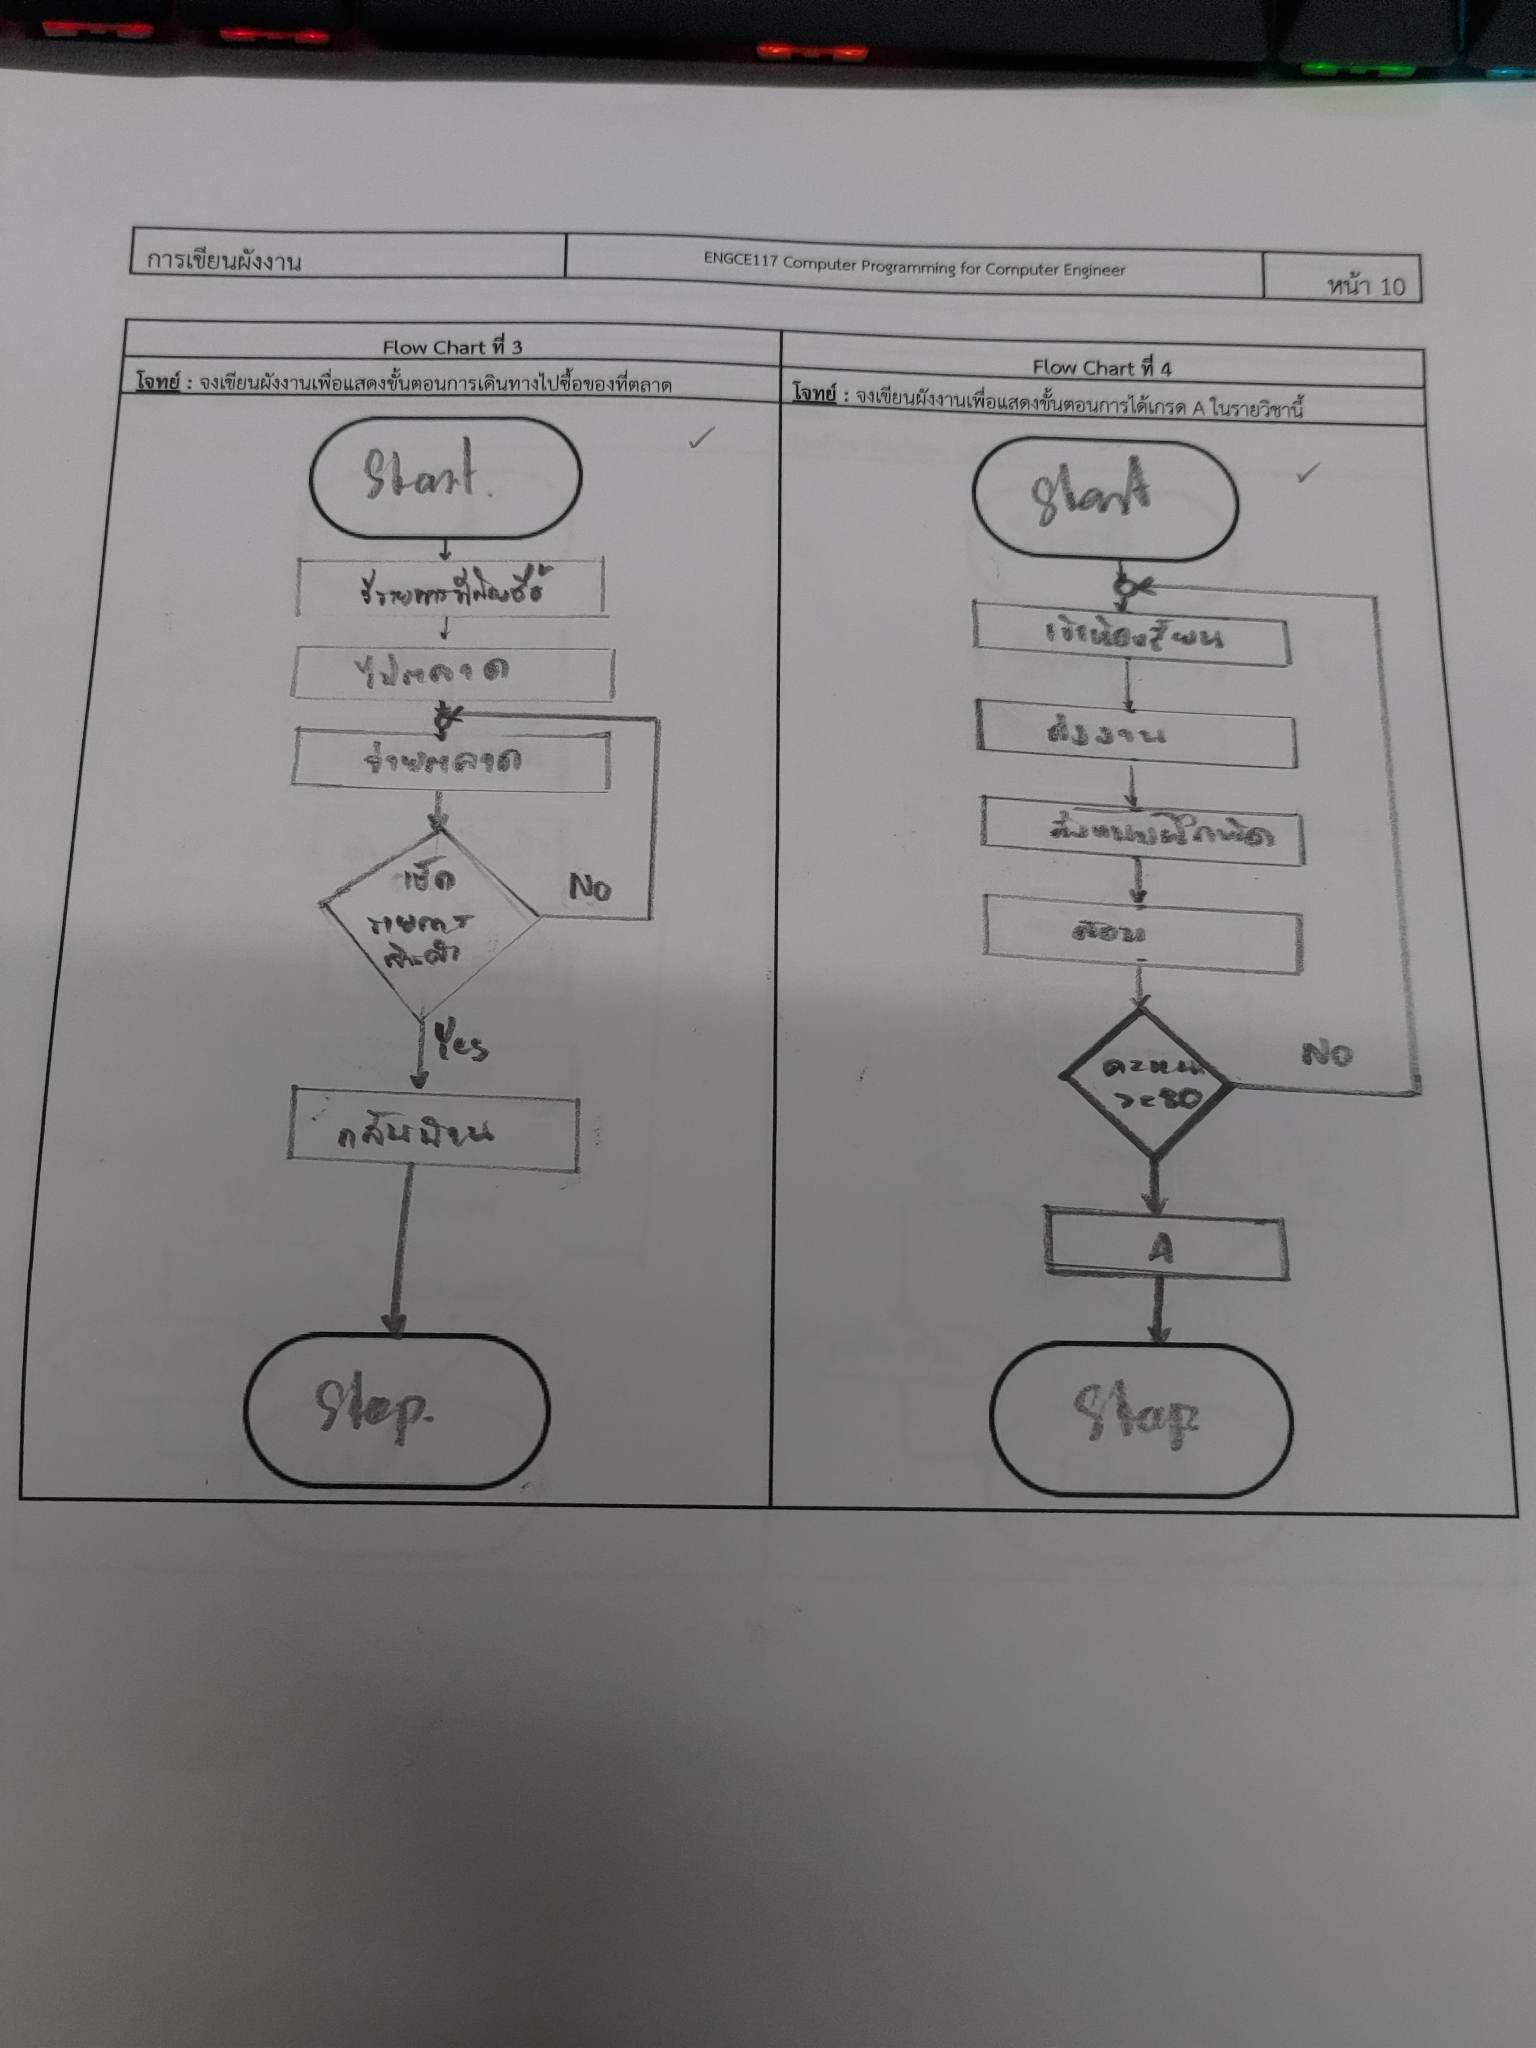 การเขียนผังงาน
ENGCE117 Computer Programming for Computer Engineer
หน้า 10
Flow Chart ที่ 3
โจทย์ : จงเขียนผังงานเพื่อแสดงขั้นตอนการเดินทางไปซื้อของที่ตลาด
Start.
รายการที่ต้องซื้อ
ไปตลาด
จ่ายตลาด
เช็ค
รายการ
สินค้า
No
Yes
กลับบ้าน
Stop.
Flow Chart ที่ 4
โจทย์ : จงเขียนผังงานเพื่อแสดงขั้นตอนการได้เกรด A ในรายวิชานี้
Start
เข้าห้องเรียน
ส่งงาน
ส่งแบบฝึกหัด
สอบ
คะแนน
>=80
NO
A
Stop